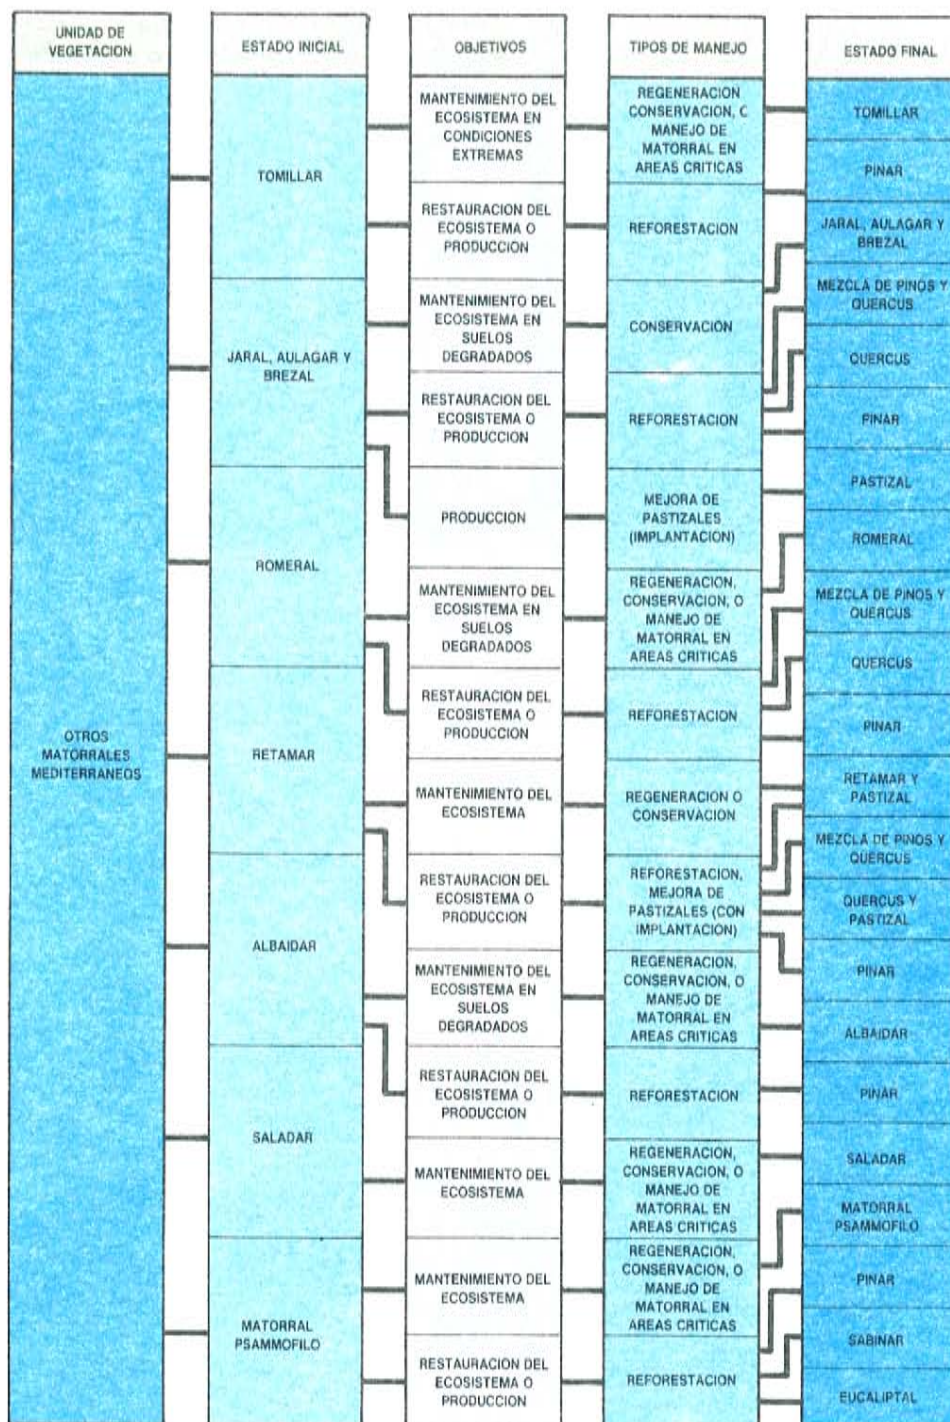 UNIDAD DE
VEGETACION
ESTADO INICIAL
OBJETIVOS
TIPOS DE MANEJO
ESTADO FINAL
OTROS
MATORRALES
MEDITERRANEOS
TOMILLAR
JARAL, AULAGAR Y
BREZAL
ROMERAL
RETAMAR
ALBAIDAR
SALADAR
MATORRAL
PSAMMOFILO
MANTENIMIENTO DEL
ECOSISTEMA EN
CONDICIONES
EXTREMAS
RESTAURACION DEL
ECOSISTEMA O
PRODUCCION
MANTENIMIENTO DEL
ECOSISTEMA EN
SUELOS
DEGRADADOS
RESTAURACION DEL
ECOSISTEMA O
PRODUCCION
PRODUCCION
MANTENIMIENTO DEL
ECOSISTEMA EN
SUELOS
DEGRADADOS
RESTAURACION DEL
ECOSISTEMA O
PRODUCCION
MANTENIMIENTO DEL
ECOSISTEMA
RESTAURACION DEL
ECOSISTEMA O
PRODUCCION
MANTENIMIENTO DEL
ECOSISTEMA EN
SUELOS
DEGRADADOS
RESTAURACION DEL
ECOSISTEMA O
PRODUCCION
MANTENIMIENTO DEL
ECOSISTEMA
MANTENIMIENTO DEL
ECOSISTEMA
RESTAURACION DEL
ECOSISTEMA O
PRODUCCION
REGENERACION
CONSERVACION, C
MANEJO DE
MATORRAL EN
AREAS CRITICAS
REFORESTACION
CONSERVACION
REFORESTACION
MEJORA DE
PASTIZALES
(IMPLANTACION)
REGENERACION,
CONSERVACION, O
MANEJO DE
MATORRAL EN
AREAS CRITICAS
REFORESTACION
REGENERACION O
CONSERVACION
REFORESTACION,
MEJORA DE
PASTIZALES (CON
IMPLANTACION)
REGENERACION,
CONSERVACION, O
MANEJO DE
MATORRAL EN
AREAS CRITICAS
REFORESTACION
REGENERACION,
CONSERVACION, O
MANEJO DE
MATORRAL EN
AREAS CRITICAS
REGENERACION,
CONSERVACION, O
MANEJO DE
MATORRAL EN
AREAS CRITICAS
REFORESTACION
TOMILLAR
PINAR
JARAL, AULAGAR Y
BREZAL
MEZCLA DE PINOS Y
QUERCUS
QUERCUS
PINAR
PASTIZAL
ROMERAL
MEZCLA DE PINOS Y
QUERCUS
QUERCUS
PINAR
RETAMAR Y
PASTIZAL
MEZCLA DE PINOS Y
QUERCUS
QUERCUS Y
PASTIZAL
PINAR
ALBAIDAR
PINAR
SALADAR
MATORRAL
PSAMMOFILO
PINAR
SABINAR
EUCALIPTAL